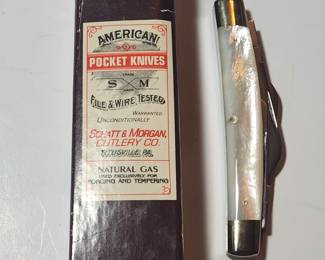 AMERICAN
POCKET KNIVES
TRADE
S M
FILE & WIRE TESTED
WARRANTED
UNCONDITIONALLY
SCHATT & MORGAN
CUTLERY CO.
TITUSVILLE, PA.
NATURAL GAS
USED EXCLUSIVELY FOR
FORGING AND TEMPERING